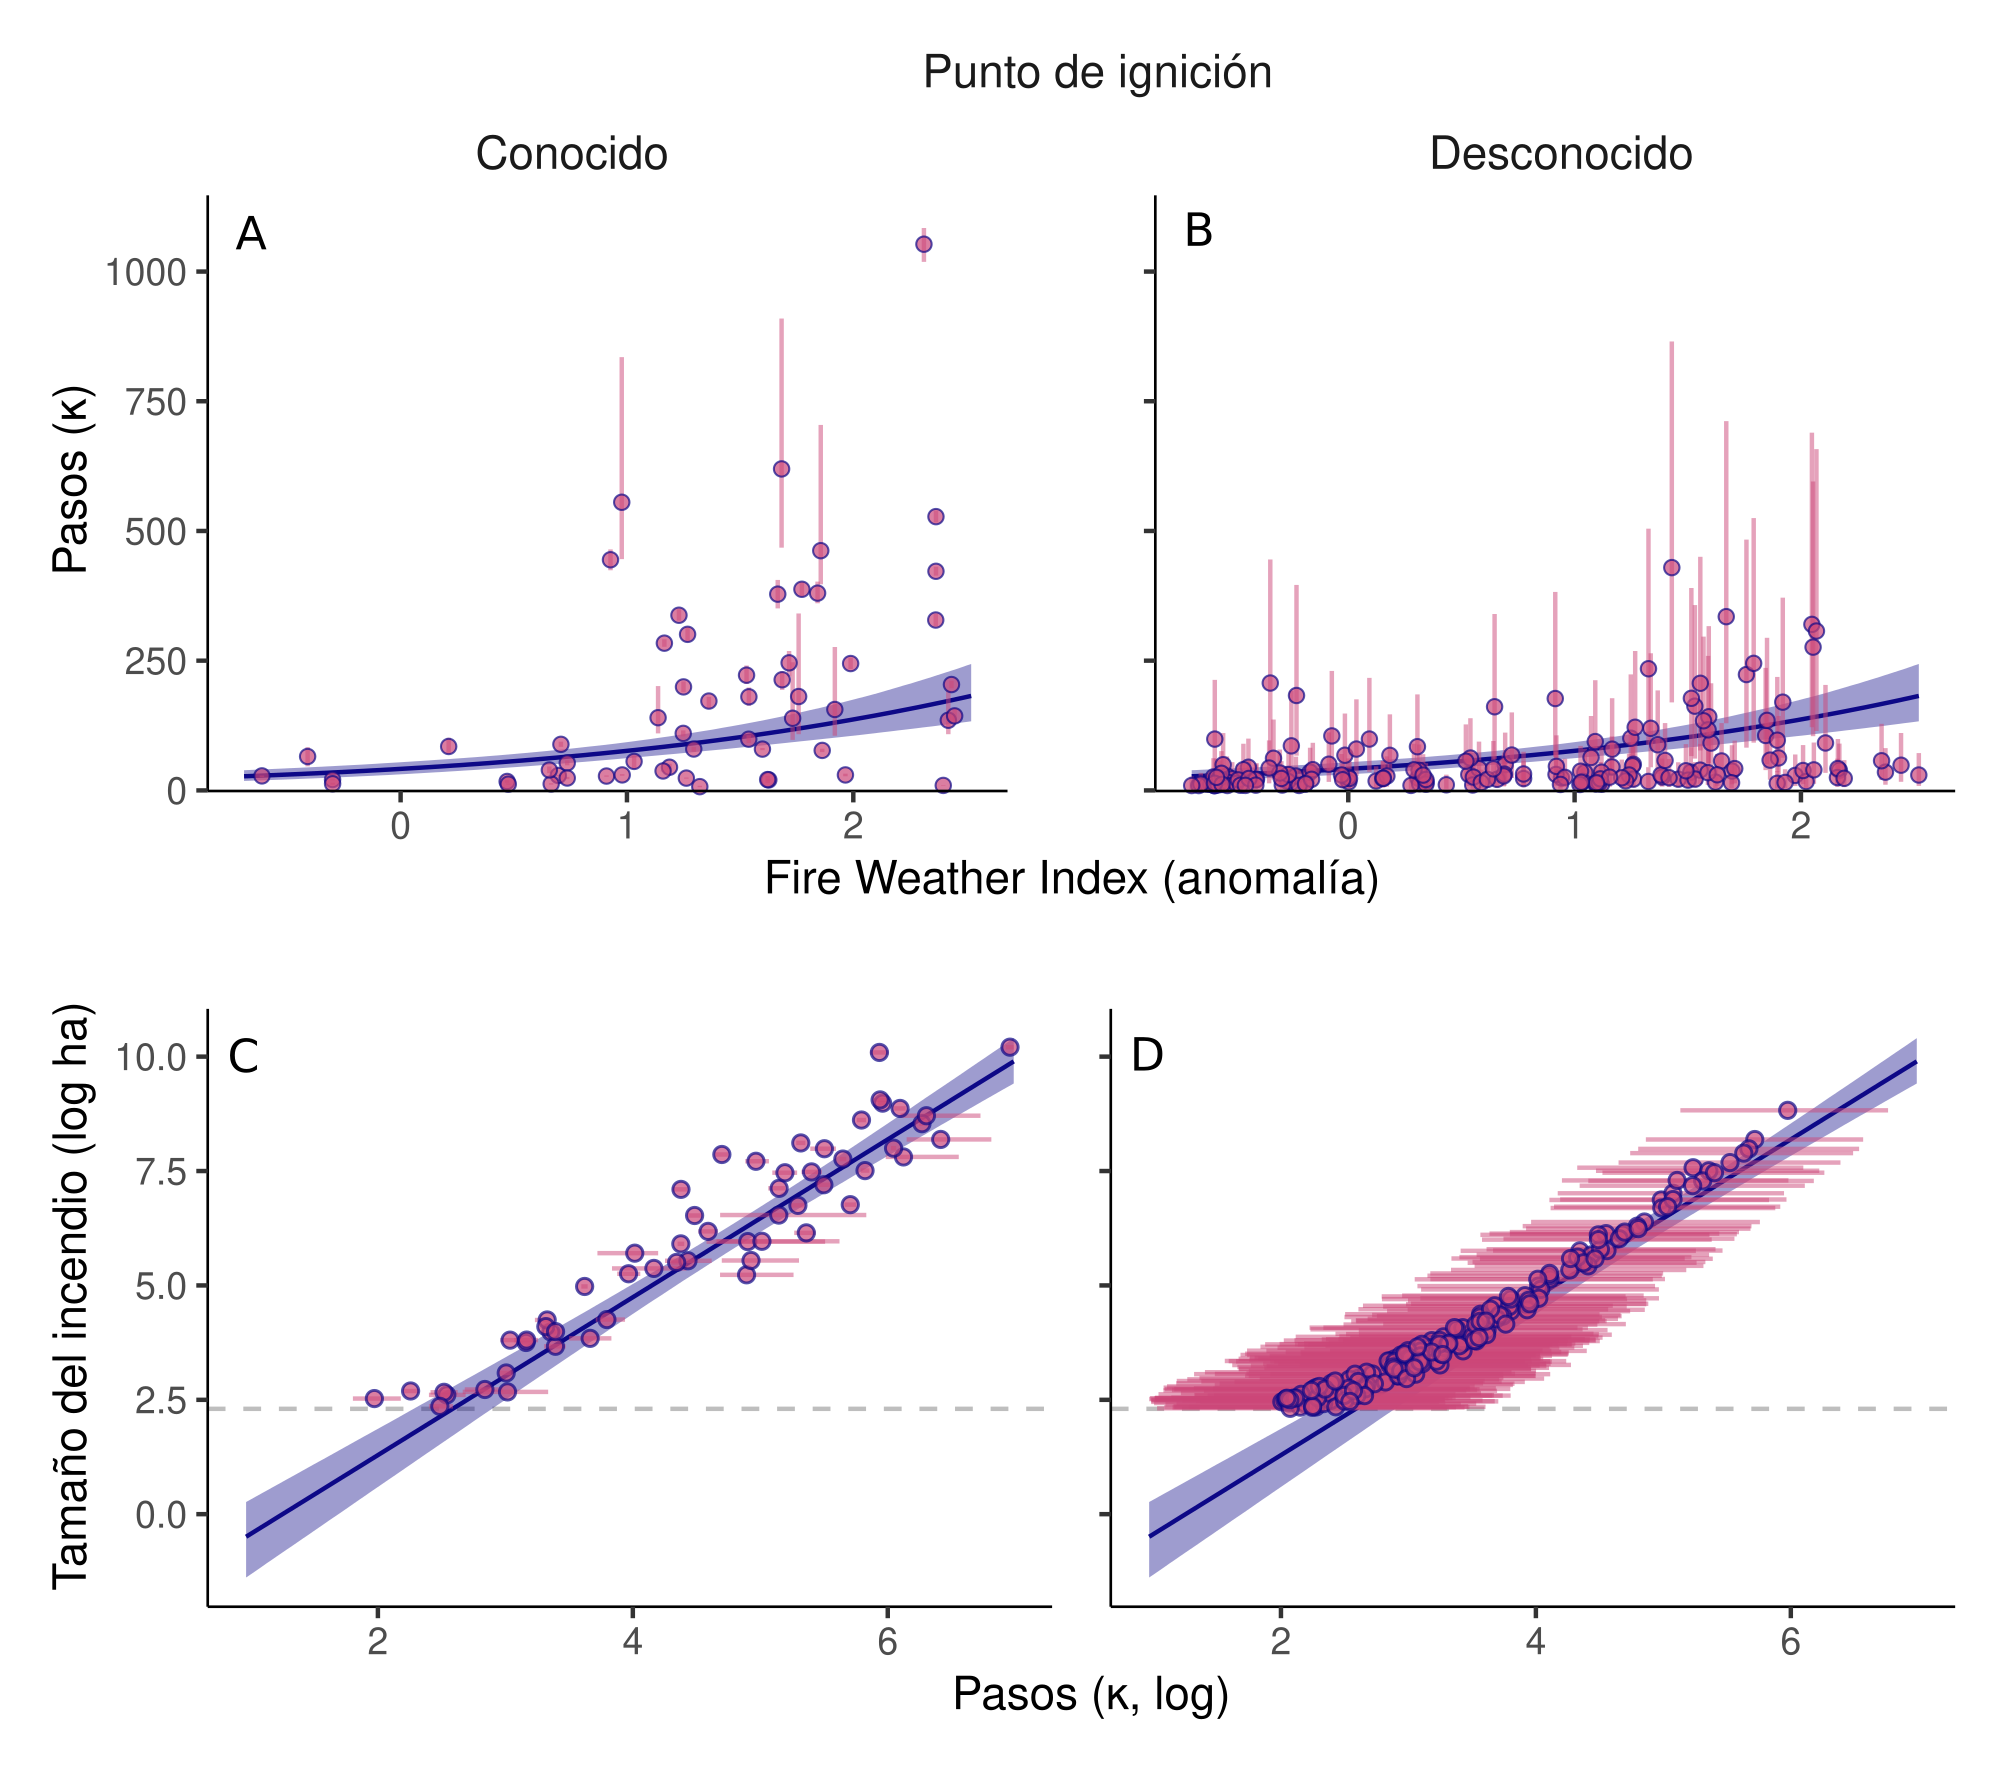 Punto de ignición
Conocido
Desconocido
A
B
1000
750
500
250
0
Pasos (κ)
0
1
2
0
1
2
Fire Weather Index (anomalía)
C
D
10.0
7.5
5.0
2.5
0.0
Tamaño del incendio (log ha)
2
4
6
2
4
6
Pasos (κ, log)